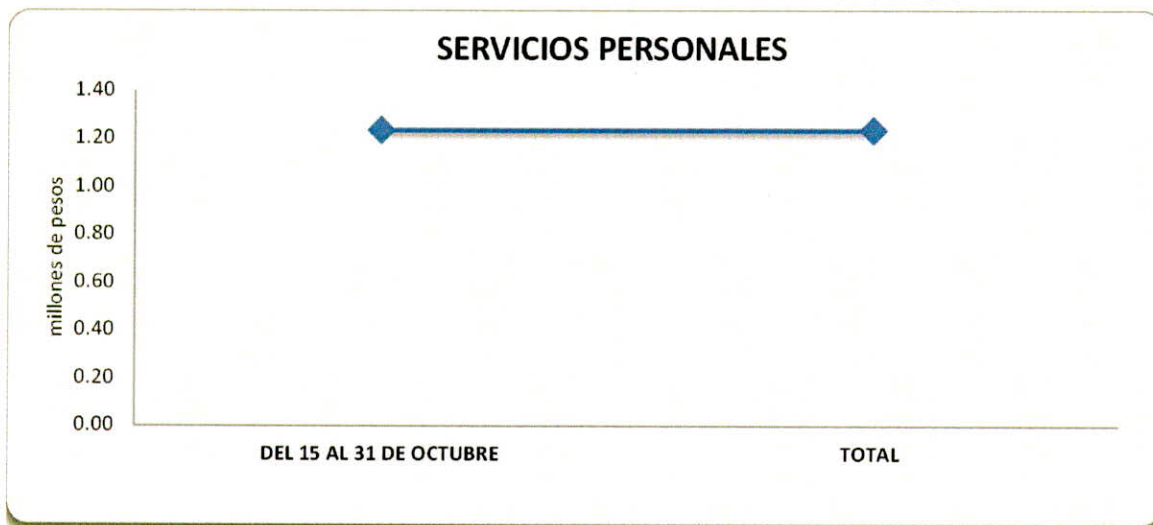 SERVICIOS PERSONALES
1.40
1.20
1.00
0.80
0.60
0.40
0.20
0.00
millones de pesos
DEL 15 AL 31 DE OCTUBRE
TOTAL